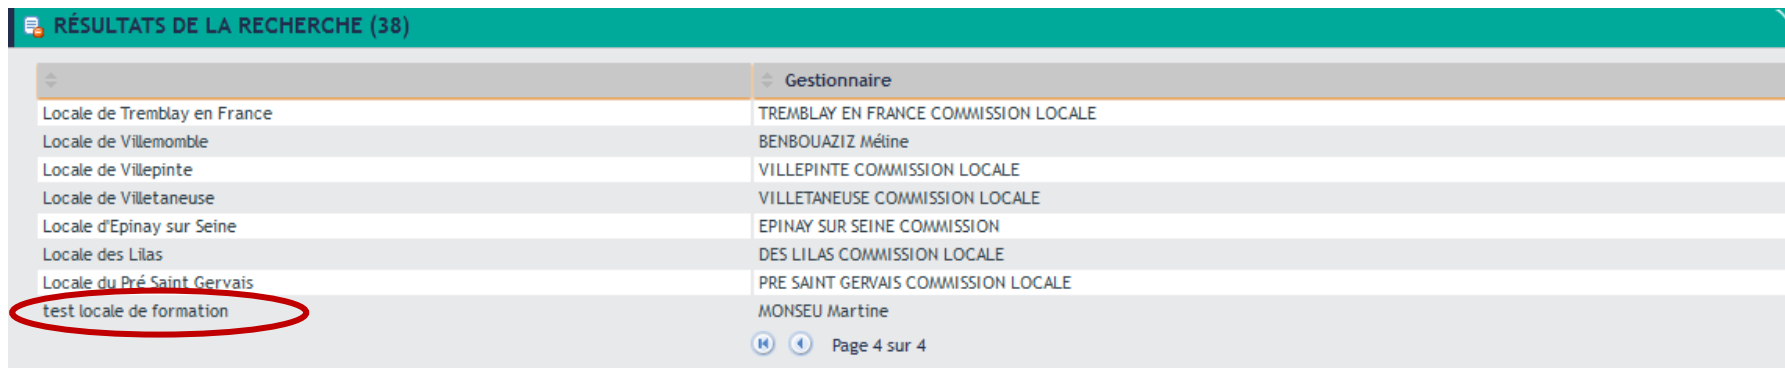 RÉSULTATS DE LA RECHERCHE (38)
Gestionnaire
Locale de Tremblay en France TREMBLAY EN FRANCE COMMISSION LOCALE
Locale de Villemomble BENBOUAZIZ Méline
Locale de Villepinte VILLEPINTE COMMISSION LOCALE
Locale de Villetaneuse VILLETANEUSE COMMISSION LOCALE
Locale d'Epinay sur Seine EPINAY SUR SEINE COMMISSION
Locale des Lilas DES LILAS COMMISSION LOCALE
Locale du Pré Saint Gervais PRE SAINT GERVAIS COMMISSION LOCALE
test locale de formation MONSEU Martine
Page 4 sur 4